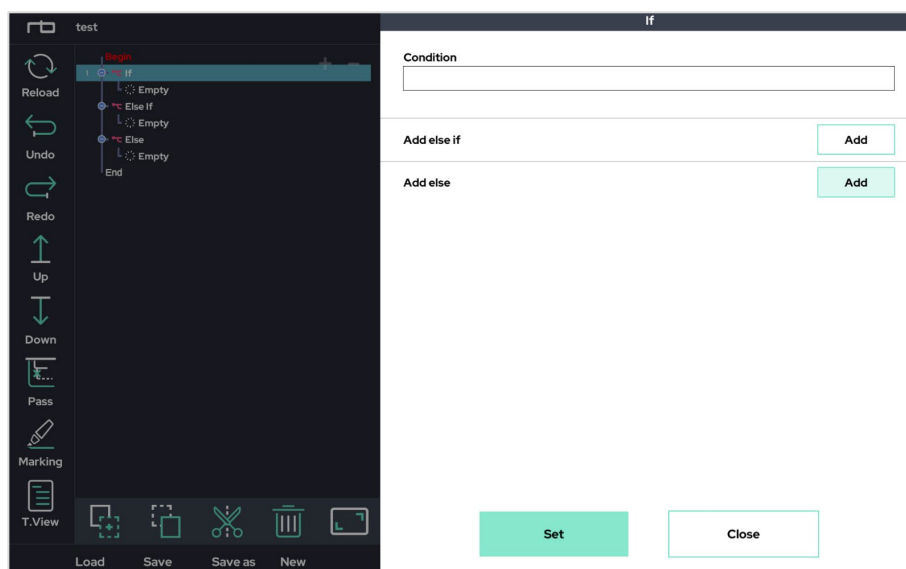 test
Reload
Undo
Redo
Up
Down
Pass
Marking
T.View
Begin
1 If
Empty
Else If
Empty
Else
Empty
End
Load Save Save as New
If
Condition
Add else if Add
Add else Add
Set Close